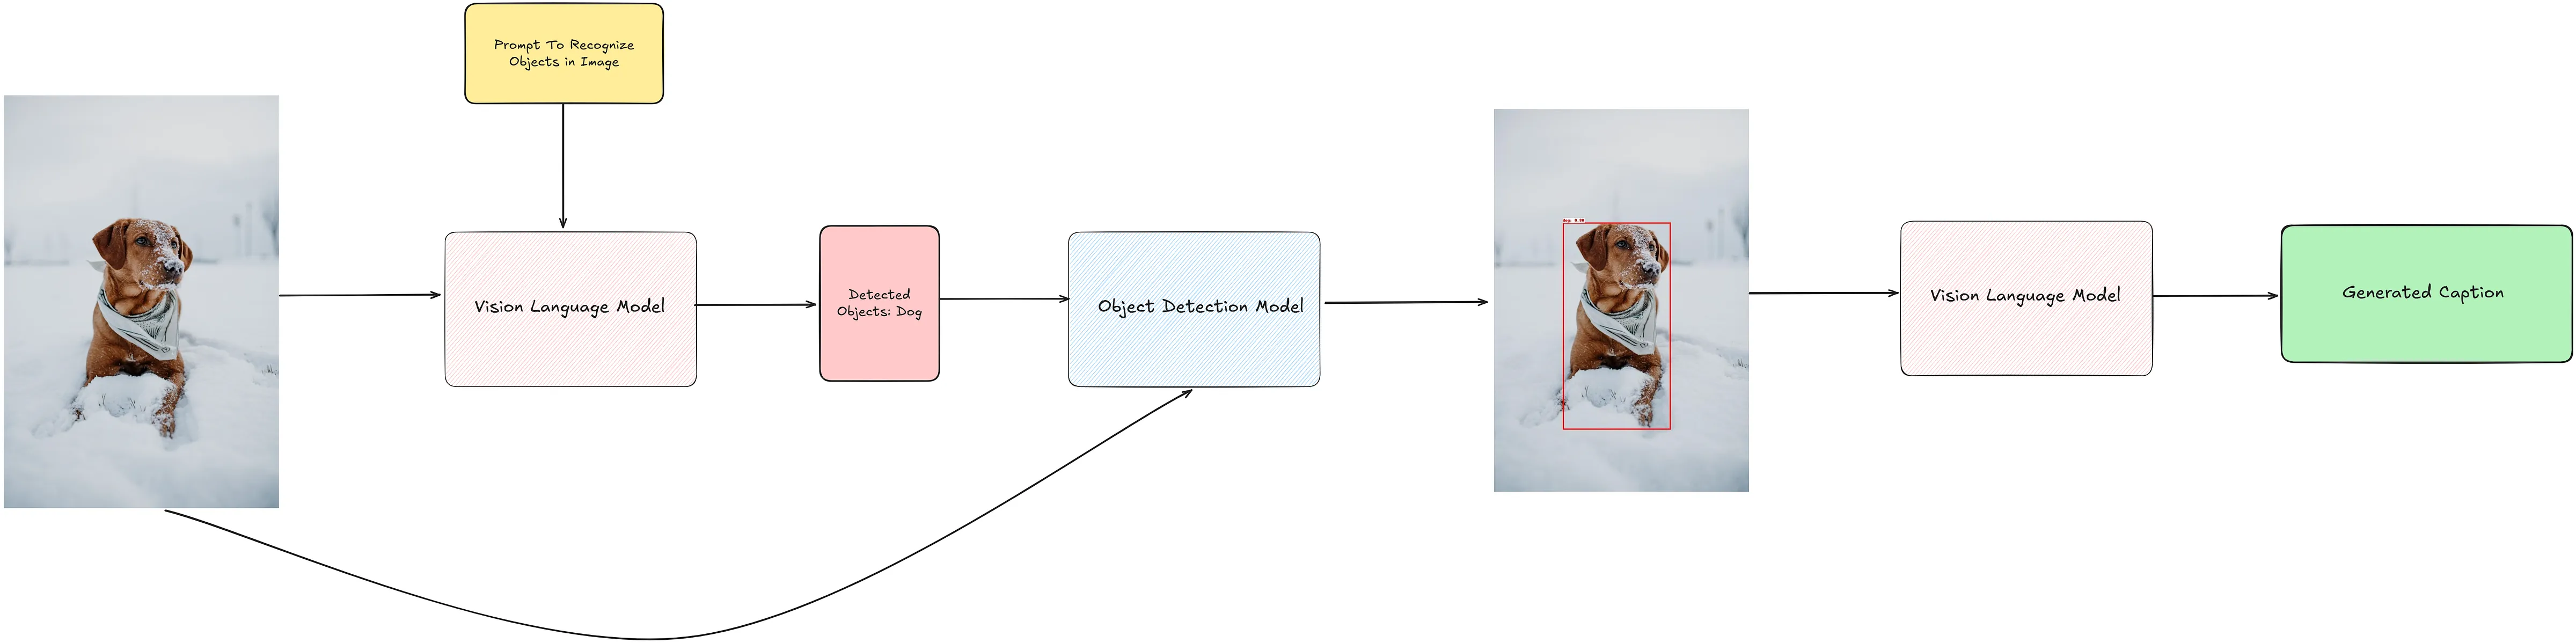 Prompt To Recognize
Objects in Image
Vision Language Model
Detected
Objects: Dog
Object Detection Model
Vision Language Model
Generated Caption